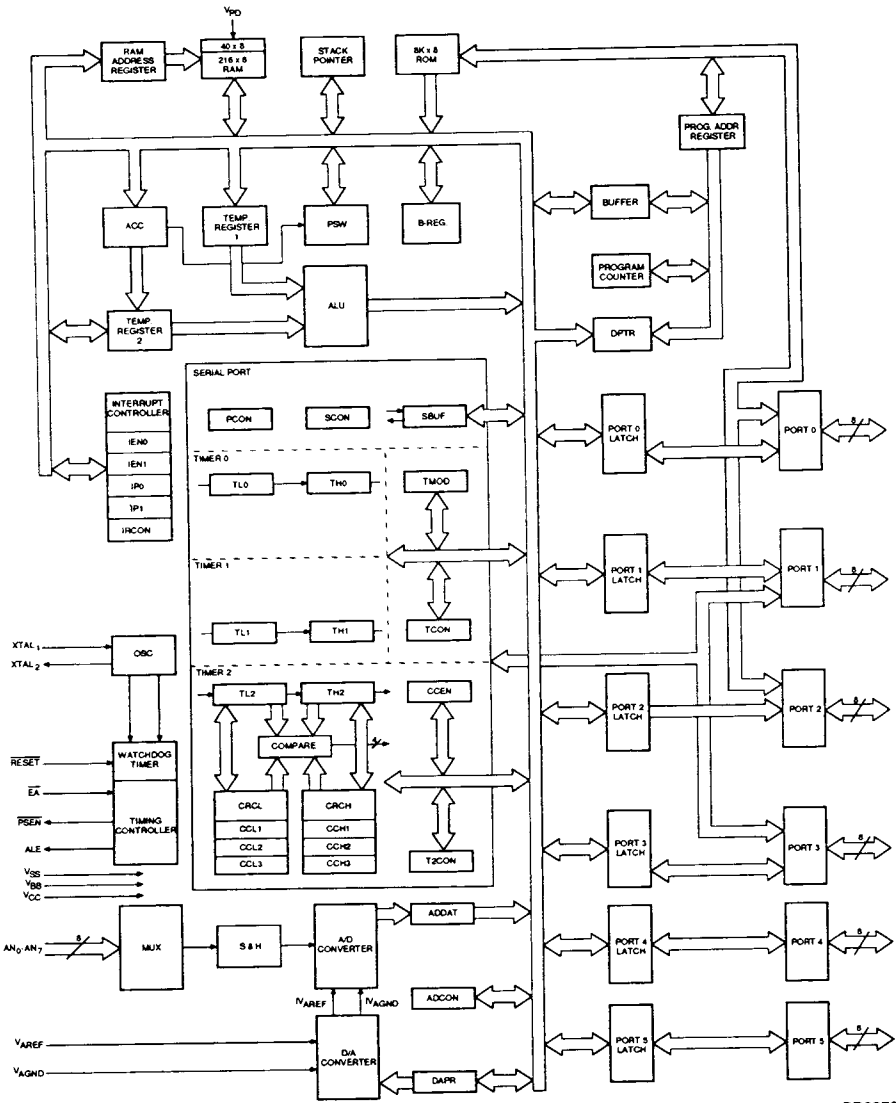 VPD
RAM
ADDRESS
REGISTER
40 x 8
216 x 8
RAM
STACK
POINTER
8K x 8
ROM
PROG. ADDR
REGISTER
ACC
TEMP
REGISTER
1
PSW
B-REG.
BUFFER
PROGRAM
COUNTER
DPTR
ALU
TEMP
REGISTER
2
SERIAL PORT
PCON
SCON
SBUF
INTERRUPT
CONTROLLER
IEN0
IEN1
IP0
IP1
IRCON
PORT 0
LATCH
PORT 0
8
TIMER 0
TL0
TH0
TMOD
TIMER 1
TL1
TH1
TCON
PORT 1
LATCH
PORT 1
8
XTAL1
XTAL2
OSC
TIMER 2
TL2
TH2
CCEN
COMPARE
4
PORT 2
LATCH
PORT 2
8
RESET
EA
PSEN
ALE
WATCHDOG
TIMER
TIMING
CONTROLLER
CRCL
CCL1
CCL2
CCL3
CRCH
CCH1
CCH2
CCH3
T2CON
PORT 3
LATCH
PORT 3
8
VSS
VBB
VCC
AN0-AN7
8
MUX
S & H
A/D
CONVERTER
ADDAT
PORT 4
LATCH
PORT 4
8
IVAREF
IVAGND
ADCON
VAREF
VAGND
D/A
CONVERTER
DAPR
PORT 5
LATCH
PORT 5
8